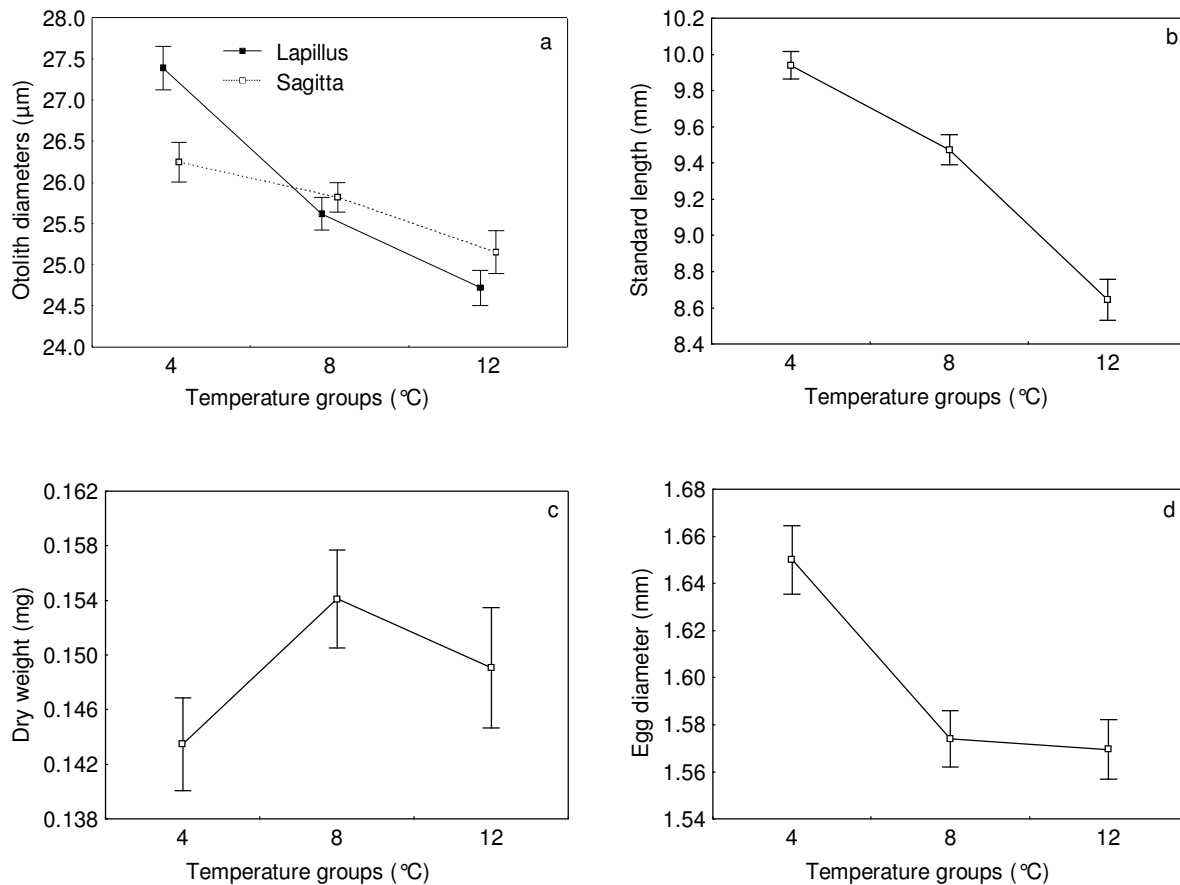 a
Lapillus
Sagitta
28.0
27.5
27.0
26.5
26.0
25.5
25.0
24.5
24.0
Otolith diameters (µm)
4 8 12
Temperature groups (°C)
b
10.2
10.0
9.8
9.6
9.4
9.2
9.0
8.8
8.6
8.4
Standard length (mm)
4 8 12
Temperature groups (°C)
c
0.162
0.158
0.154
0.150
0.146
0.142
0.138
Dry weight (mg)
4 8 12
Temperature groups (°C)
d
1.68
1.66
1.64
1.62
1.60
1.58
1.56
1.54
Egg diameter (mm)
4 8 12
Temperature groups (°C)